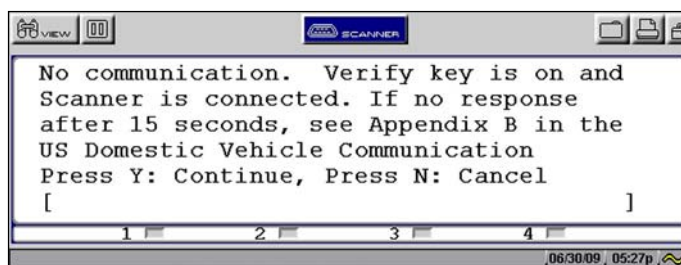 VIEW
SCANNER
No communication.  Verify key is on and
Scanner is connected. If no response
after 15 seconds, see Appendix B in the
US Domestic Vehicle Communication
Press Y: Continue, Press N: Cancel
[ ]
1 2 3 4
06/30/09 05:27p